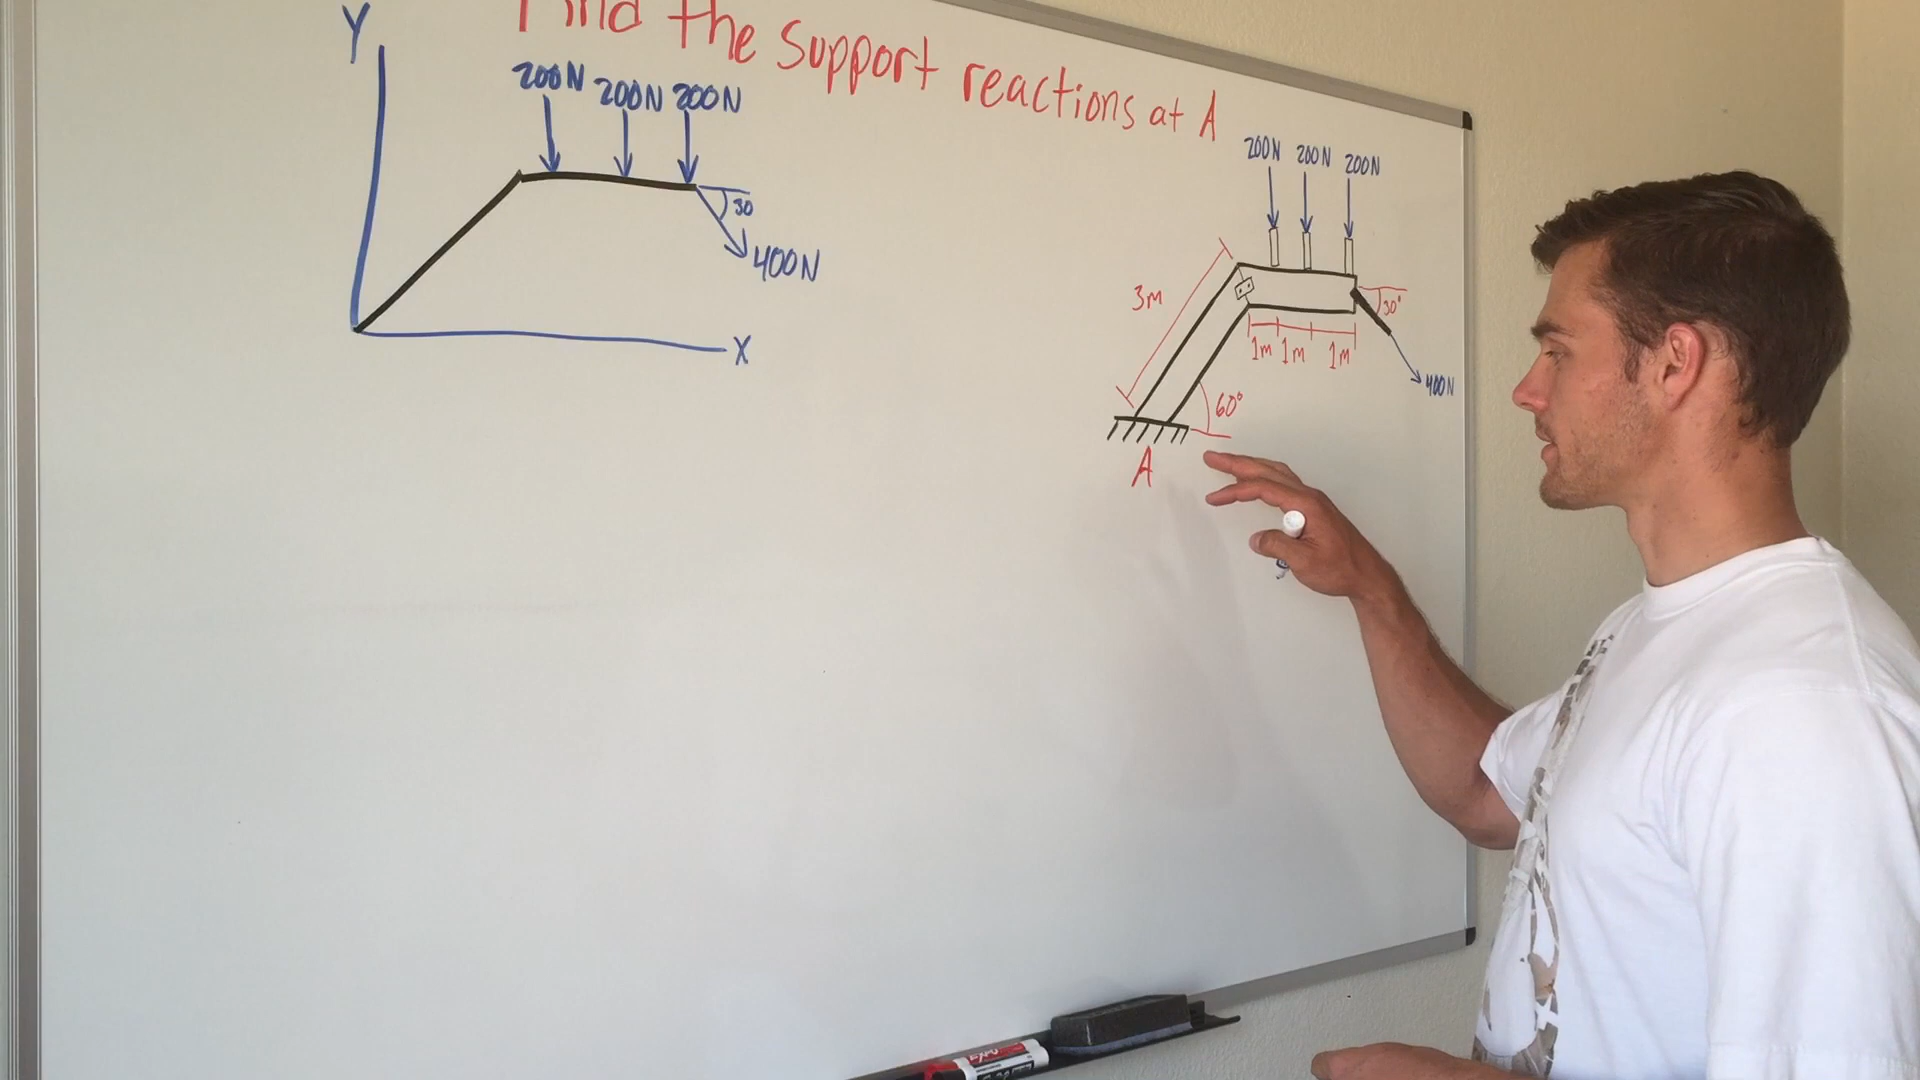 Find the support reactions at A
Y
200N 200N 200N
30
400N
X
200N 200N 200N
3m
30°
1m 1m 1m
400N
60°
A